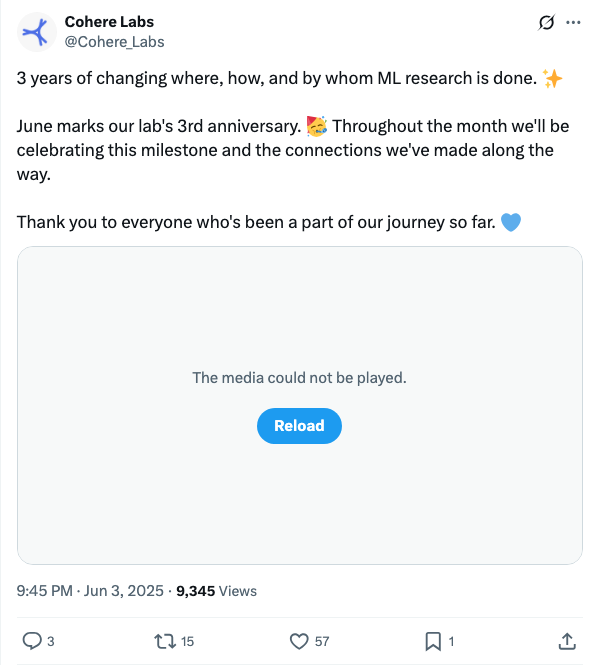 Cohere Labs
@Cohere_Labs
3 years of changing where, how, and by whom ML research is done. ✨
June marks our lab's 3rd anniversary. 🥳 Throughout the month we'll be
celebrating this milestone and the connections we've made along the
way.
Thank you to everyone who's been a part of our journey so far. 💙
The media could not be played.
Reload
9:45 PM · Jun 3, 2025 · 9,345 Views
3 15 57 1